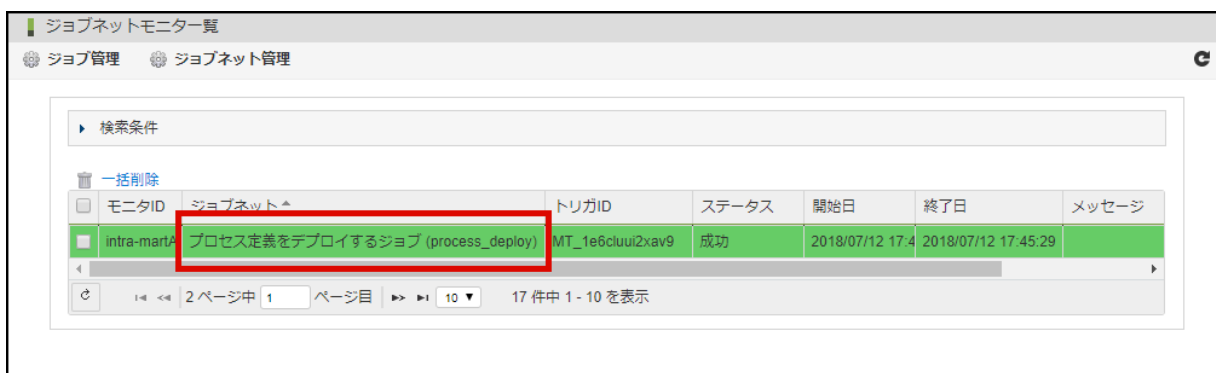 ジョブネットモニター覧
ジョブ管理 ジョブネット管理
検索条件
一括削除
モニタID ジョブネット トリガID ステータス 開始日 終了日 メッセージ
intra-martA プロセス定義をデプロイするジョブ (process_deploy) MT_1e6cluui2xav9 成功 2018/07/12 17:4 2018/07/12 17:45:29
2 ページ中 1 ページ目 10 17 件中 1 - 10 を表示